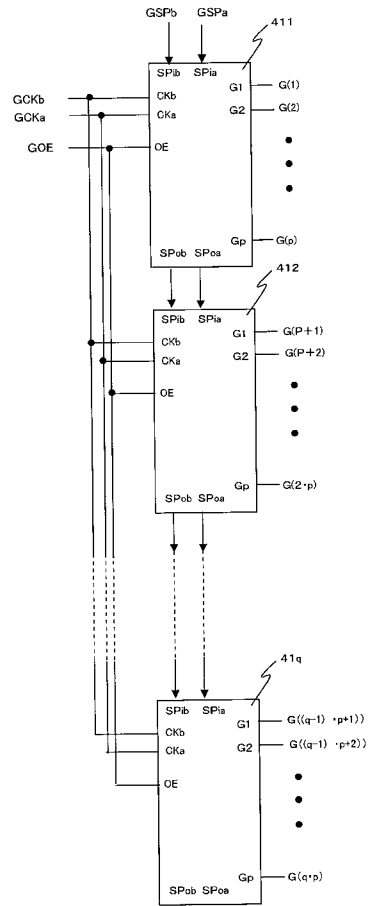 GSPb GSPa
411
SPib SPia
G1 G(1)
GCKb CKb
G2 G(2)
GCKa CKa
GOE OE
Gp G(p)
SPob SPoa
412
SPib SPia
G1 G(P+1)
CKb
G2 G(P+2)
CKa
OE
Gp G(2·p)
SPob SPoa
41q
SPib SPia
G1 G((q-1) ·p+1))
CKb
G2 G((q-1) ·p+2))
CKa
OE
Gp G(q·p)
SPob SPoa